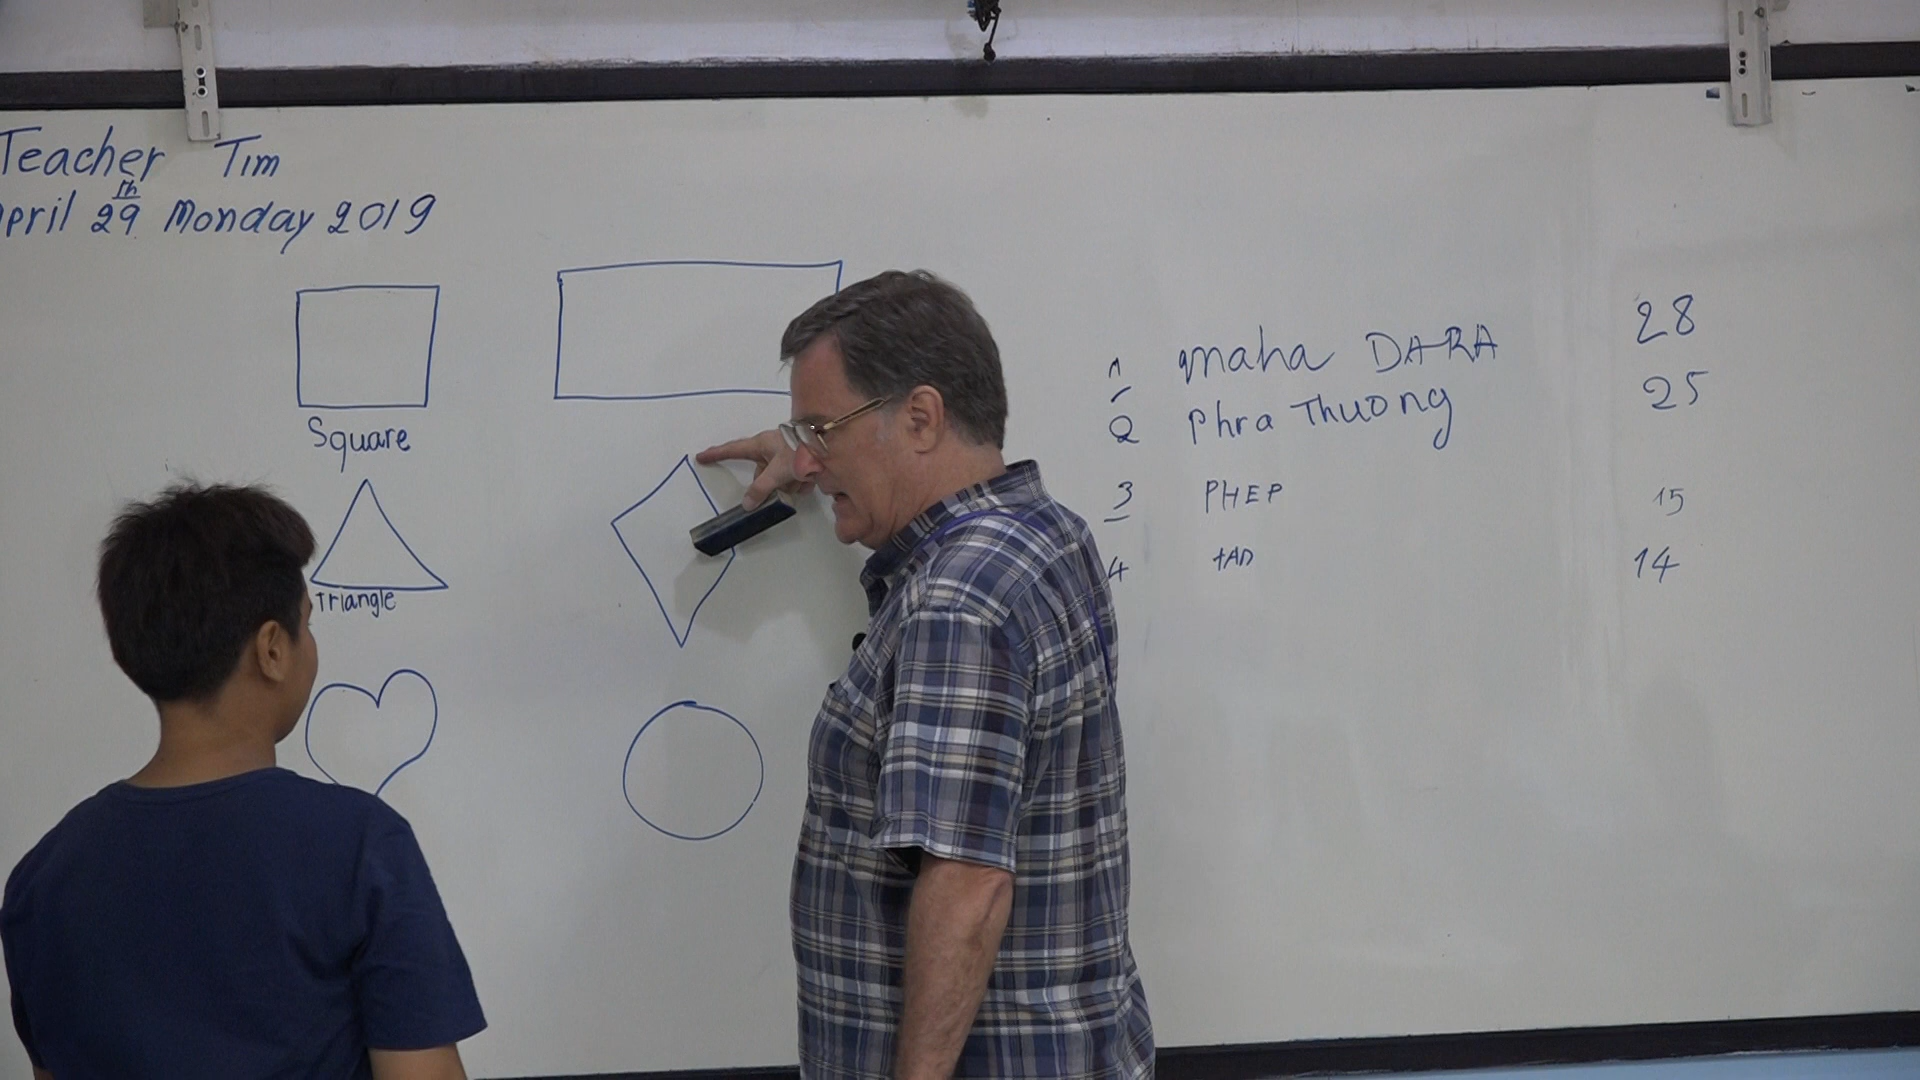 Teacher Tim
April 29th Monday 2019
Square
Triangle
1 maha DARA 28
2 Phra Thuong 25
3 PHEP 15
4 tAD 14